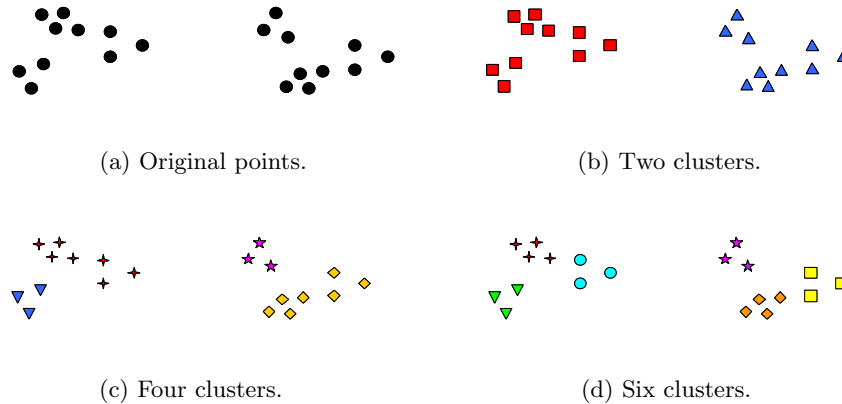 (a) Original points.
(b) Two clusters.
(c) Four clusters.
(d) Six clusters.